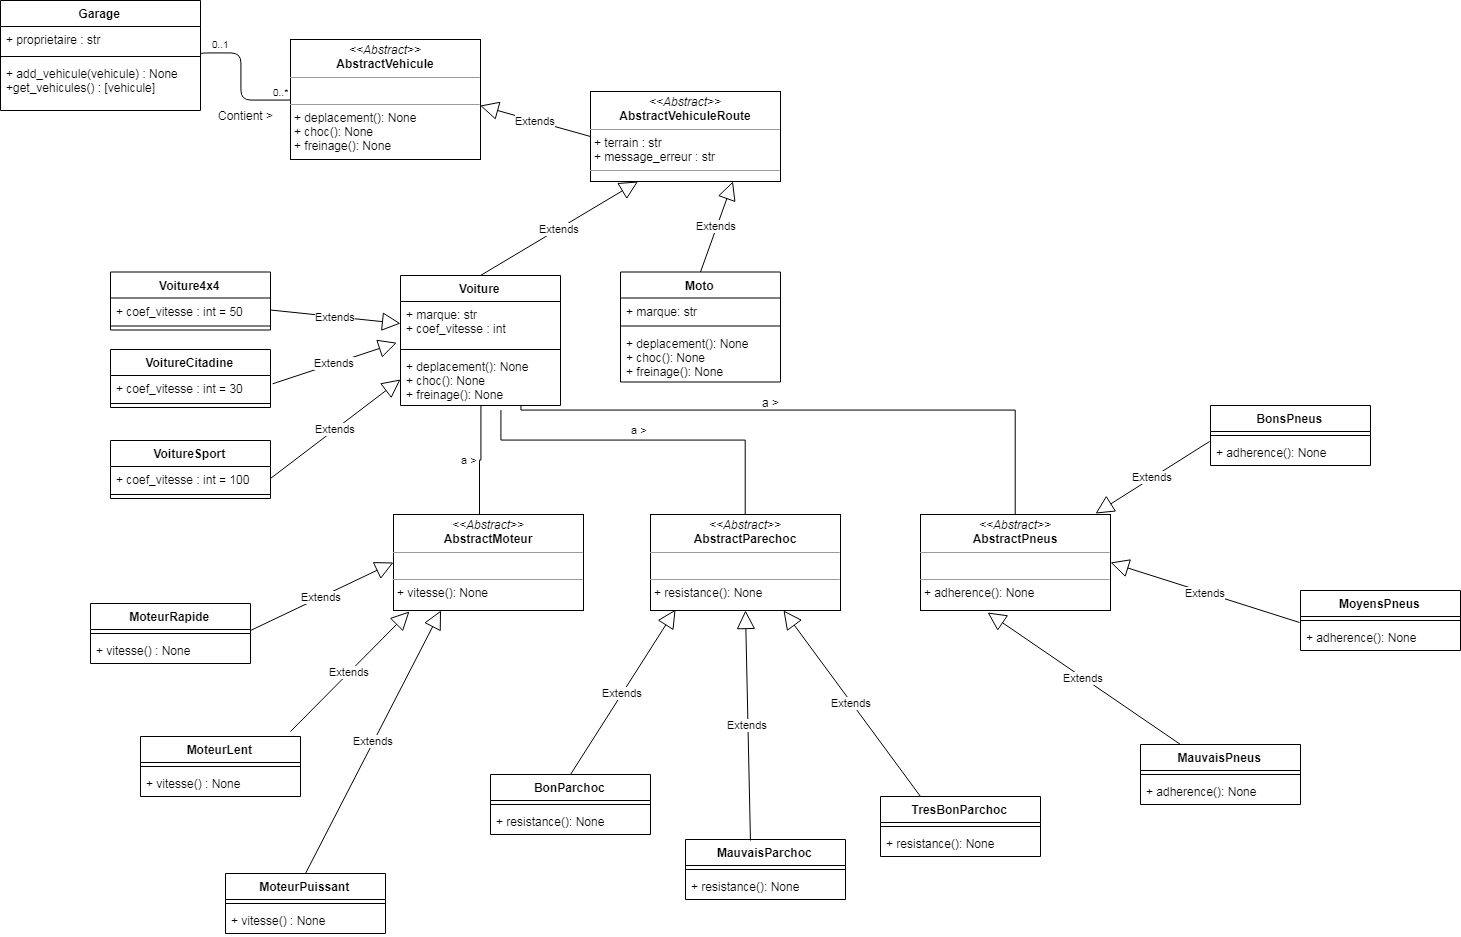 Garage
+ proprietaire : str
+ add_vehicule(vehicule) : None
+get_vehicules() : [vehicule]
0..1
0..*
Contient >
<<Abstract>>
AbstractVehicule
+ deplacement(): None
+ choc(): None
+ freinage(): None
Extends
<<Abstract>>
AbstractVehiculeRoute
+ terrain : str
+ message_erreur : str
Extends
Extends
Voiture4x4
+ coef_vitesse : int = 50
Extends
VoitureCitadine
+ coef_vitesse : int = 30
Extends
VoitureSport
+ coef_vitesse : int = 100
Extends
Voiture
+ marque: str
+ coef_vitesse : int
+ deplacement(): None
+ choc(): None
+ freinage(): None
Moto
+ marque: str
+ deplacement(): None
+ choc(): None
+ freinage(): None
a >
a >
a >
<<Abstract>>
AbstractMoteur
+ vitesse(): None
<<Abstract>>
AbstractParechoc
+ resistance(): None
<<Abstract>>
AbstractPneus
+ adherence(): None
BonsPneus
+ adherence(): None
Extends
MoyensPneus
+ adherence(): None
Extends
MauvaisPneus
+ adherence(): None
Extends
MoteurRapide
+ vitesse() : None
Extends
MoteurLent
+ vitesse() : None
Extends
MoteurPuissant
+ vitesse() : None
Extends
BonParchoc
+ resistance(): None
Extends
MauvaisParchoc
+ resistance(): None
Extends
TresBonParchoc
+ resistance(): None
Extends